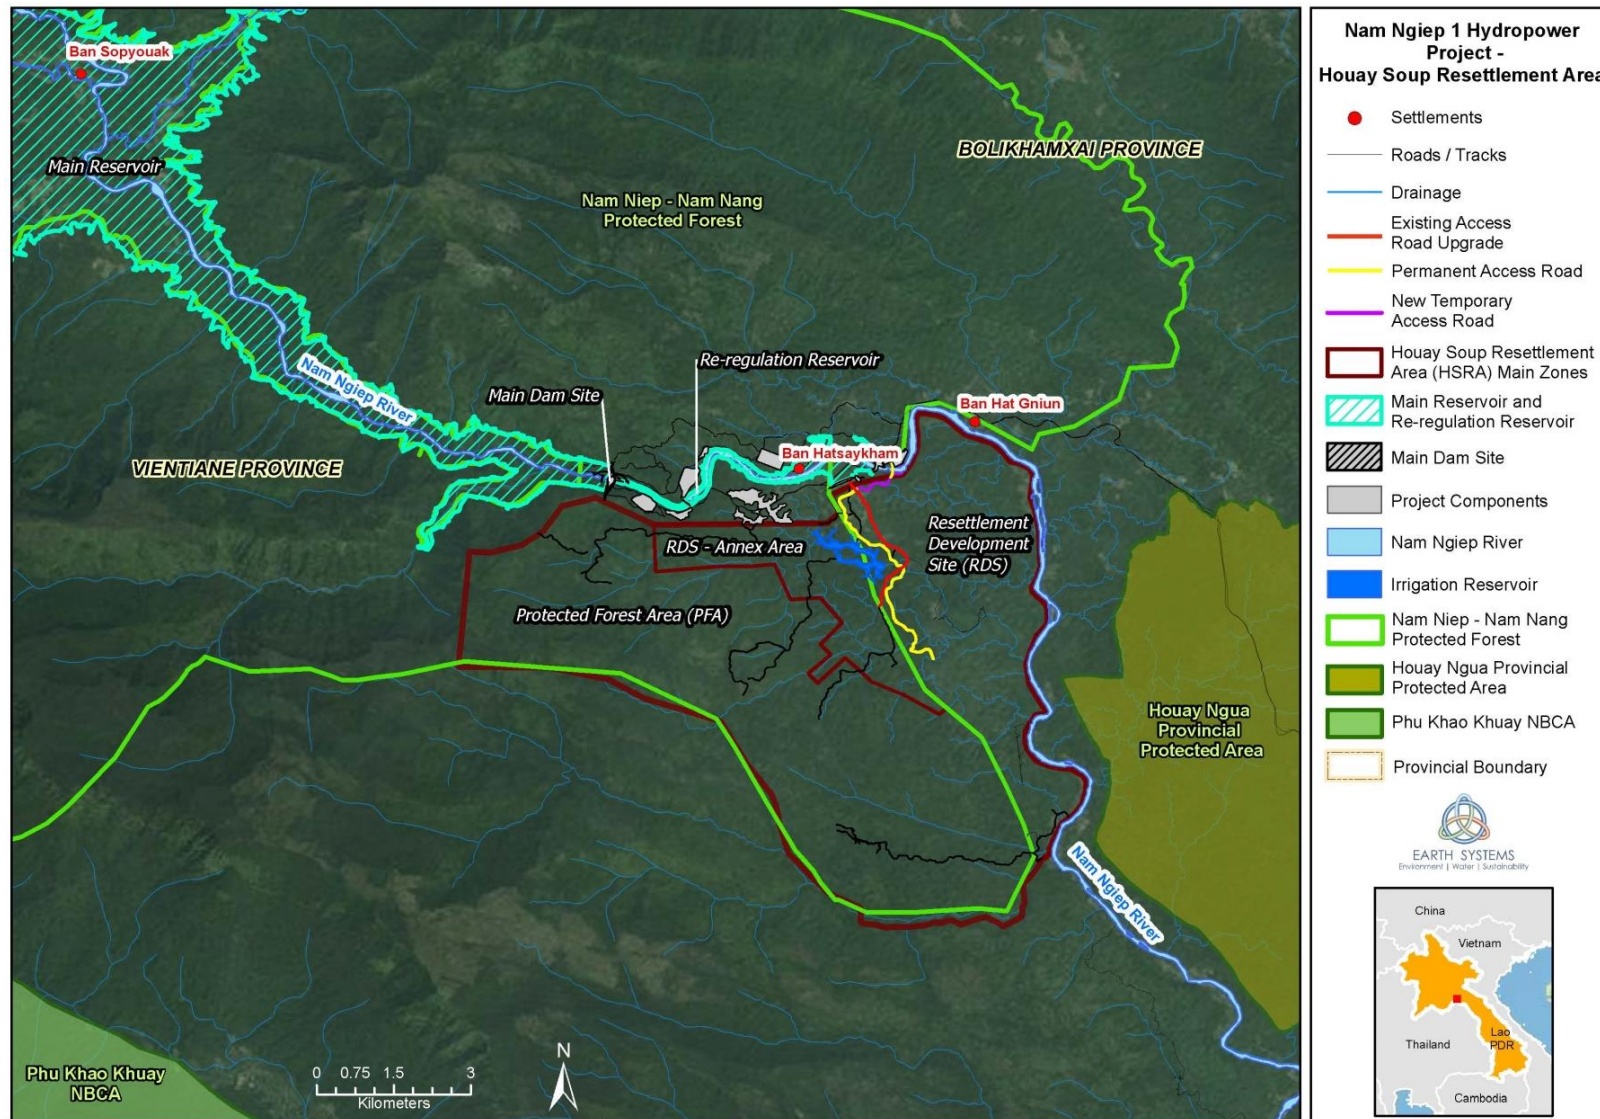 Ban Sopyouak
Main Reservoir
BOLIKHAMXAI PROVINCE
Nam Niep - Nam Nang
Protected Forest
Re-regulation Reservoir
Nam Ngiep River
Main Dam Site
Ban Hat Gniun
VIENTIANE PROVINCE
Ban Hatsaykham
Resettlement
Development
Site (RDS)
RDS - Annex Area
Protected Forest Area (PFA)
Houay Ngua
Provincial
Protected Area
Nam Ngiep River
Phu Khao Khuay
NBCA
0 0.75 1.5 3
Kilometers
N
Nam Ngiep 1 Hydropower
Project -
Houay Soup Resettlement Area
Settlements
Roads / Tracks
Drainage
Existing Access
Road Upgrade
Permanent Access Road
New Temporary
Access Road
Houay Soup Resettlement
Area (HSRA) Main Zones
Main Reservoir and
Re-regulation Reservoir
Main Dam Site
Project Components
Nam Ngiep River
Irrigation Reservoir
Nam Niep - Nam Nang
Protected Forest
Houay Ngua Provincial
Protected Area
Phu Khao Khuay NBCA
Provincial Boundary
EARTH SYSTEMS
Environment | Water | Sustainability
China
Vietnam
Lao
PDR
Thailand
Cambodia